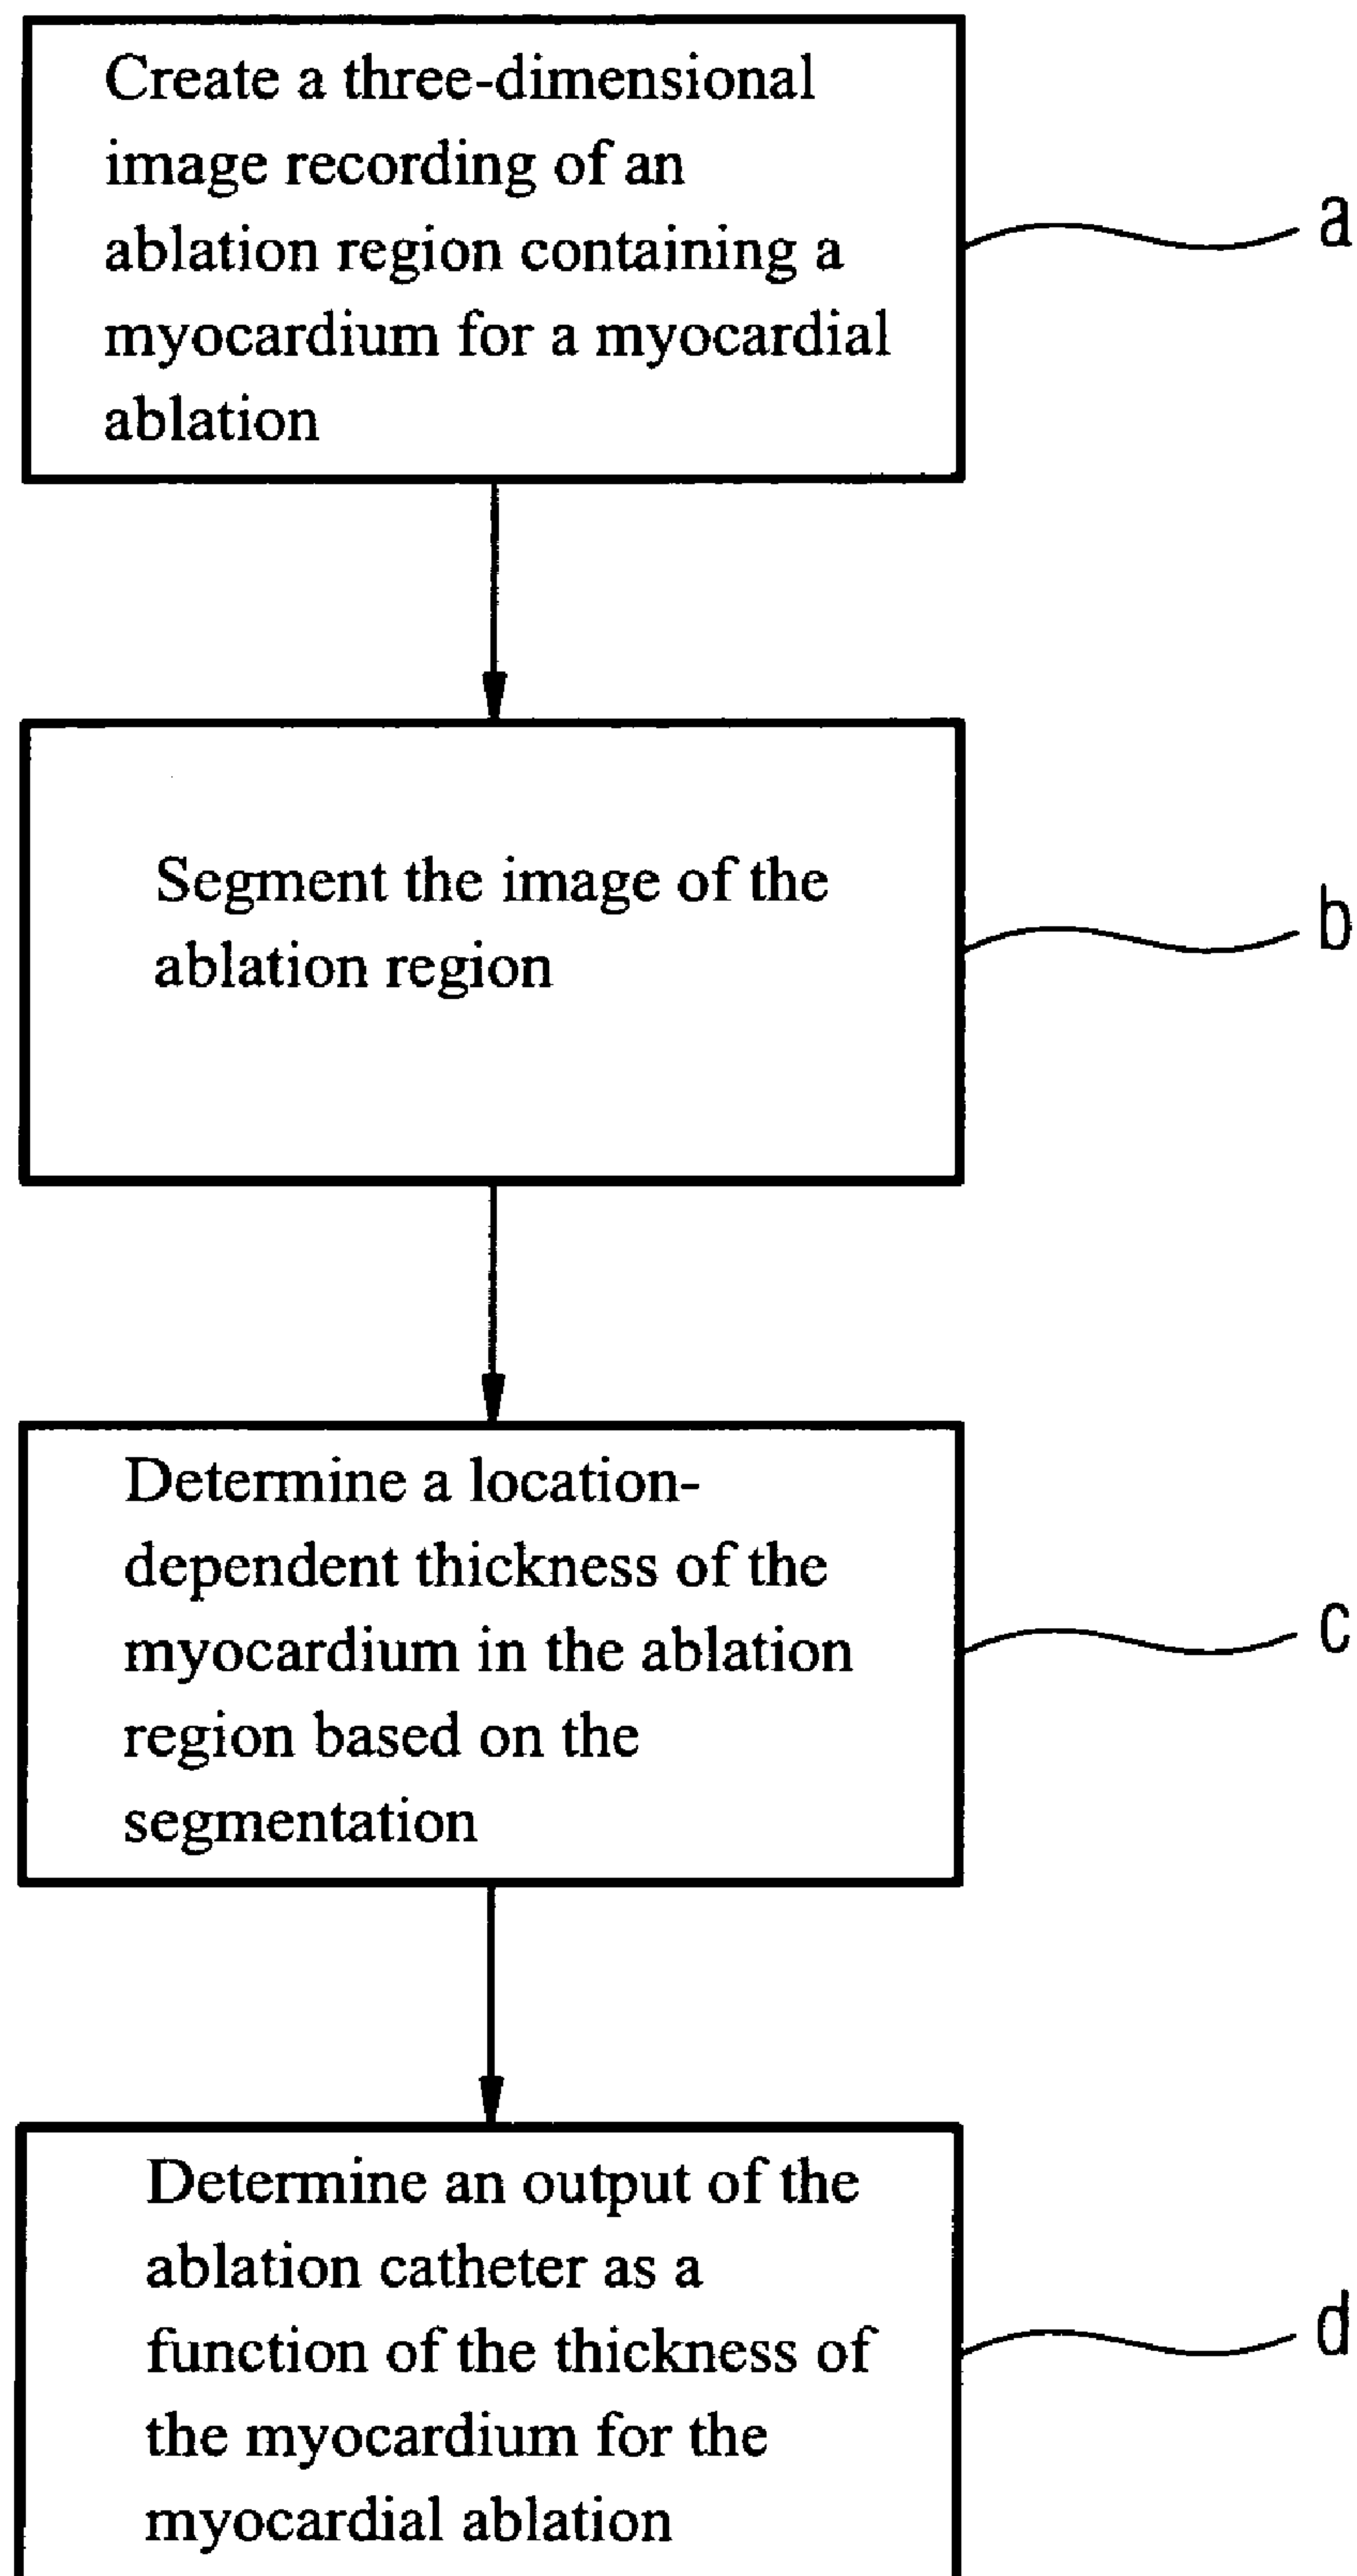 Create a three-dimensional
image recording of an
ablation region containing a
myocardium for a myocardial
ablation
a
Segment the image of the
ablation region
b
Determine a location-
dependent thickness of the
myocardium in the ablation
region based on the
segmentation
c
Determine an output of the
ablation catheter as a
function of the thickness of
the myocardium for the
myocardial ablation
d